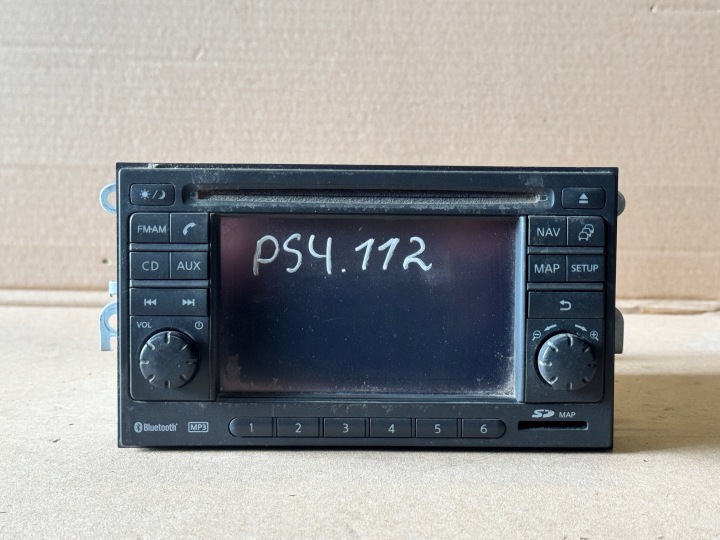 PS4.112
FM·AM
NAV
CD AUX
MAP SETUP
VOL
Bluetooth MP3
1 2 3 4 5 6
SD MAP